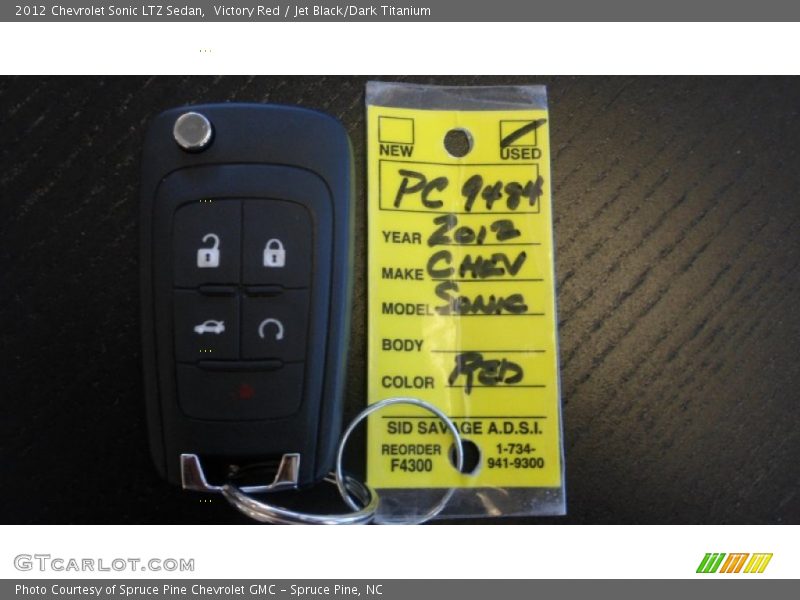 2012 Chevrolet Sonic LTZ Sedan,  Victory Red / Jet Black/Dark Titanium
NEW USED
PC 9484
YEAR 2012
MAKE CHEV
MODEL SONIC
BODY
COLOR RED
SID SAVAGE A.D.S.I.
REORDER F4300 1-734-941-9300
GTCARLOT.COM
Photo Courtesy of Spruce Pine Chevrolet GMC – Spruce Pine, NC